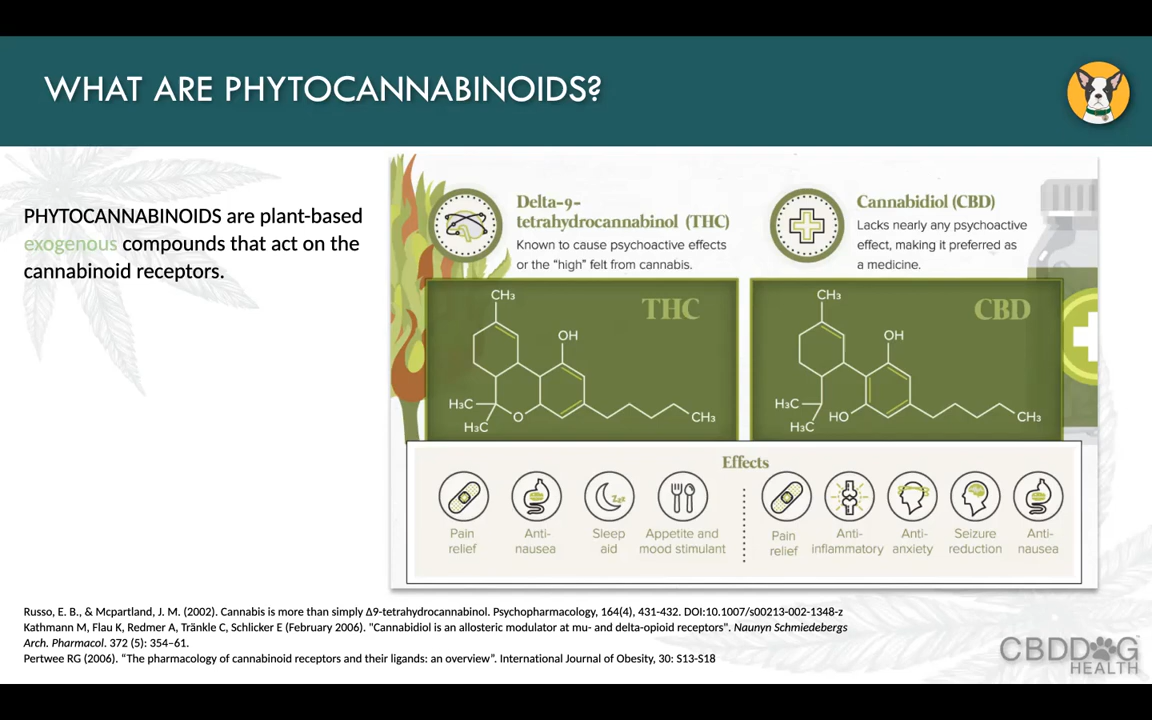 WHAT ARE PHYTOCANNABINOIDS?
PHYTOCANNABINOIDS are plant-based
exogenous compounds that act on the
cannabinoid receptors.
Delta-9-
tetrahydrocannabinol (THC)
Known to cause psychoactive effects
or the "high" felt from cannabis.
Cannabidiol (CBD)
Lacks nearly any psychoactive
effect, making it preferred as
a medicine.
THC
CH₃
OH
H₃C
H₃C
O
CH₃
CBD
CH₃
OH
H₃C
H₃C
HO
CH₃
Effects
Zzz
Pain
relief
Anti-
nausea
Sleep
aid
Appetite and
mood stimulant
Pain
relief
Anti-
inflammatory
Anti-
anxiety
Seizure
reduction
Anti-
nausea
Russo, E. B., & Mcpartland, J. M. (2002). Cannabis is more than simply Δ9-tetrahydrocannabinol. Psychopharmacology, 164(4), 431-432. DOI:10.1007/s00213-002-1348-z
Kathmann M, Flau K, Redmer A, Tränkle C, Schlicker E (February 2006). "Cannabidiol is an allosteric modulator at mu- and delta-opioid receptors". Naunyn Schmiedebergs
Arch. Pharmacol. 372 (5): 354–61.
Pertwee RG (2006). "The pharmacology of cannabinoid receptors and their ligands: an overview". International Journal of Obesity, 30: S13-S18
CBDDOG
HEALTH